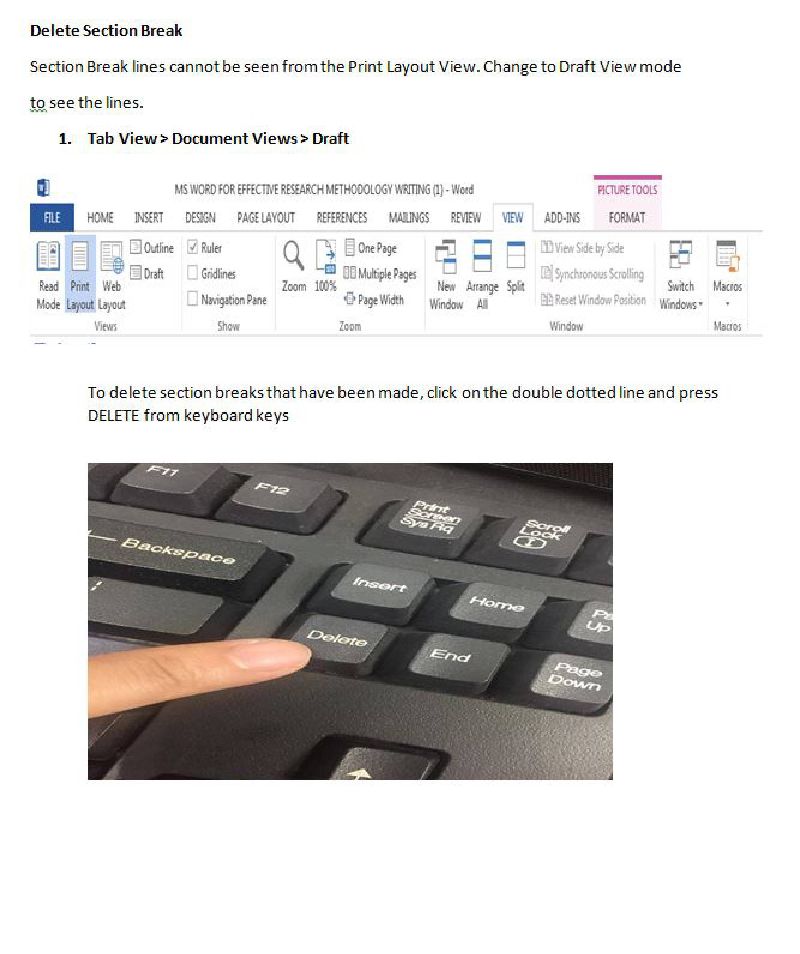 Delete Section Break
Section Break lines cannot be seen from the Print Layout View. Change to Draft View mode
to see the lines.
1. Tab View > Document Views > Draft
MS WORD FOR EFFECTIVE RESEARCH METHODOLOGY WRITING (1) - Word
PICTURE TOOLS
FILE HOME INSERT DESIGN PAGE LAYOUT REFERENCES MAILINGS REVIEW VIEW ADD-INS FORMAT
Outline Ruler One Page View Side by Side
Draft Gridlines Multiple Pages Synchronous Scrolling
Read Print Web Zoom 100% New Arrange Split Switch Macros
Mode Layout Layout Navigation Pane Page Width Window All Reset Window Position Windows
Views Show Zoom Window Macros
To delete section breaks that have been made, click on the double dotted line and press
DELETE from keyboard keys
F11
F12
Print
Screen
Sys Rq
Scroll
Lock
Backspace
Insert
Home
Up
Delete
End
Page
Down